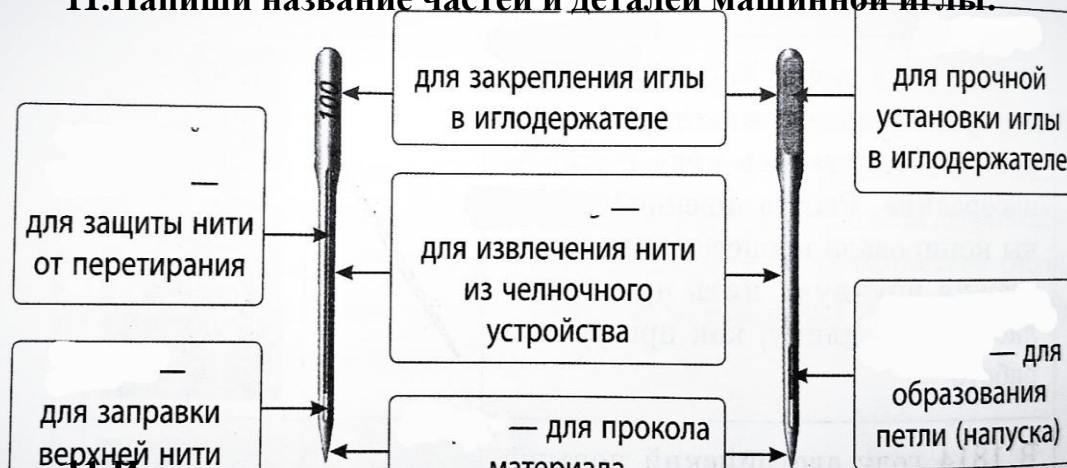 11.Напиши название частей и деталей машинной иглы.
для закрепления иглы
в иглодержателе
для прочной
установки иглы
в иглодержателе
100
—
для защиты нити
от перетирания
—
для извлечения нити
из челночного
устройства
— для
образования
петли (напуска)
—
для заправки
верхней нити
— для прокола
материала